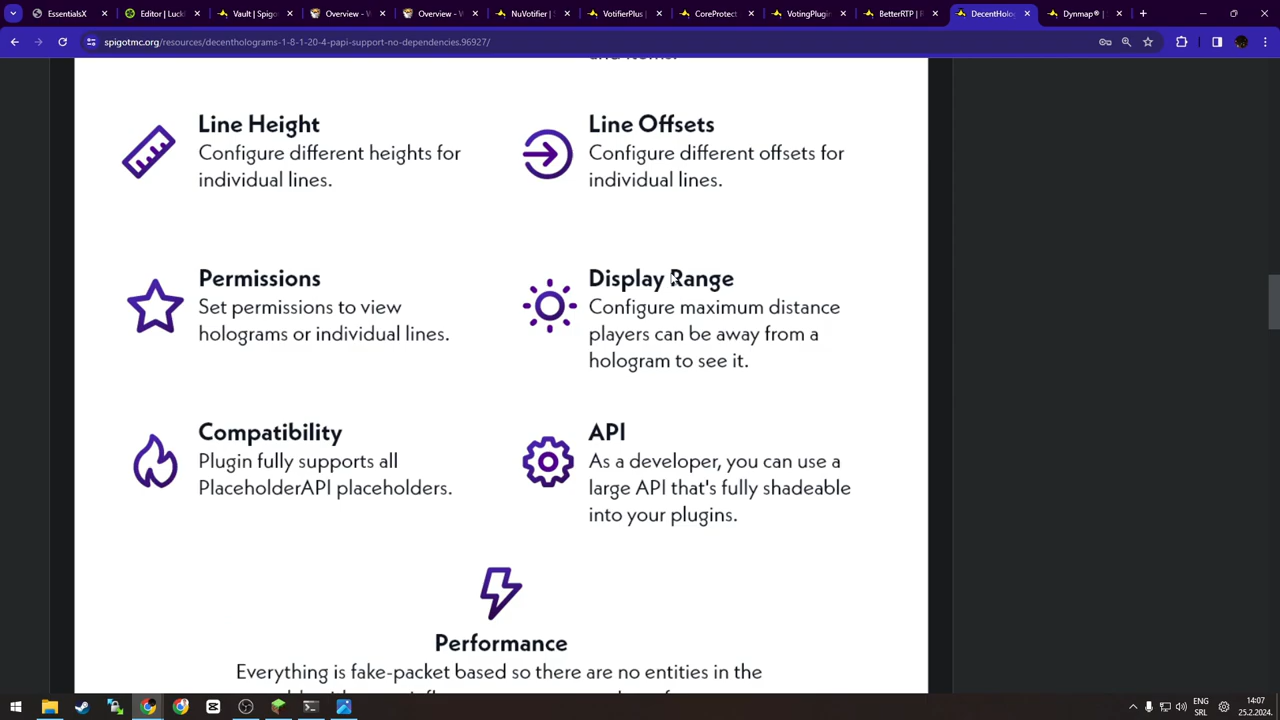 EssentialsX
Editor | Luck
Vault | Spigo
Overview - W
Overview - W
NuVotifier | S
VotifierPlus |
CoreProtect
VotingPlugin
BetterRTP | F
DecentHolog
Dynmap® |
spigotmc.org/resources/decentholograms-1-8-1-20-4-papi-support-no-dependencies.96927/
and items.
Line Height
Configure different heights for
individual lines.
Line Offsets
Configure different offsets for
individual lines.
Permissions
Set permissions to view
holograms or individual lines.
Display Range
Configure maximum distance
players can be away from a
hologram to see it.
Compatibility
Plugin fully supports all
PlaceholderAPI placeholders.
API
As a developer, you can use a
large API that's fully shadeable
into your plugins.
Performance
Everything is fake-packet based so there are no entities in the
ENG
SRL
14:07
25.2.2024.